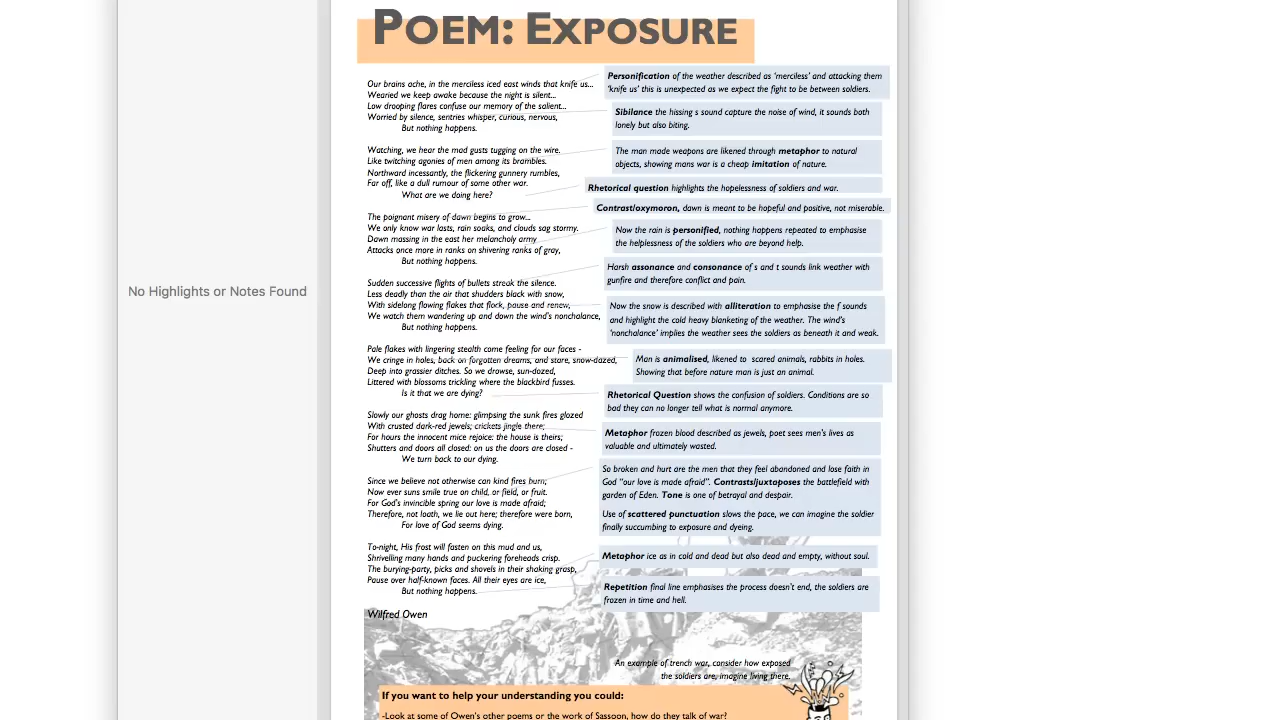 No Highlights or Notes Found
POEM: EXPOSURE
Our brains ache, in the merciless iced east winds that knife us...
Wearied we keep awake because the night is silent...
Low drooping flares confuse our memory of the salient...
Worried by silence, sentries whisper, curious, nervous,
But nothing happens.
Watching, we hear the mad gusts tugging on the wire.
Like twitching agonies of men among its brambles.
Northward incessantly, the flickering gunnery rumbles,
Far off, like a dull rumour of some other war.
What are we doing here?
The poignant misery of dawn begins to grow...
We only know war lasts, rain soaks, and clouds sag stormy.
Dawn massing in the east her melancholy army
Attacks once more in ranks on shivering ranks of gray,
But nothing happens.
Sudden successive flights of bullets streak the silence.
Less deadly than the air that shudders black with snow,
With sidelong flowing flakes that flock, pause and renew,
We watch them wandering up and down the wind's nonchalance,
But nothing happens.
Pale flakes with lingering stealth come feeling for our faces -
We cringe in holes, back on forgotten dreams, and stare, snow-dazed,
Deep into grassier ditches. So we drowse, sun-dozed,
Littered with blossoms trickling where the blackbird fusses.
Is it that we are dying?
Slowly our ghosts drag home: glimpsing the sunk fires glozed
With crusted dark-red jewels; crickets jingle there;
For hours the innocent mice rejoice: the house is theirs;
Shutters and doors all closed: on us the doors are closed -
We turn back to our dying.
Since we believe not otherwise can kind fires burn;
Now ever suns smile true on child, or field, or fruit.
For God's invincible spring our love is made afraid;
Therefore, not loath, we lie out here; therefore were born,
For love of God seems dying.
To-night, His frost will fasten on this mud and us,
Shrivelling many hands and puckering foreheads crisp.
The burying-party, picks and shovels in their shaking grasp,
Pause over half-known faces. All their eyes are ice,
But nothing happens.
Wilfred Owen
Personification of the weather described as 'merciless' and attacking them
'knife us' this is unexpected as we expect the fight to be between soldiers.
Sibilance the hissing s sound capture the noise of wind, it sounds both
lonely but also biting.
The man made weapons are likened through metaphor to natural
objects, showing mans war is a cheap imitation of nature.
Rhetorical question highlights the hopelessness of soldiers and war.
Contrast/oxymoron, dawn is meant to be hopeful and positive, not miserable.
Now the rain is personified, nothing happens repeated to emphasise
the helplessness of the soldiers who are beyond help.
Harsh assonance and consonance of s and t sounds link weather with
gunfire and therefore conflict and pain.
Now the snow is described with alliteration to emphasise the f sounds
and highlight the cold heavy blanketing of the weather. The wind's
'nonchalance' implies the weather sees the soldiers as beneath it and weak.
Man is animalised, likened to scared animals, rabbits in holes.
Showing that before nature man is just an animal.
Rhetorical Question shows the confusion of soldiers. Conditions are so
bad they can no longer tell what is normal anymore.
Metaphor frozen blood described as jewels, poet sees men's lives as
valuable and ultimately wasted.
So broken and hurt are the men that they feel abandoned and lose faith in
God "our love is made afraid". Contrasts/juxtaposes the battlefield with
garden of Eden. Tone is one of betrayal and despair.
Use of scattered punctuation slows the pace, we can imagine the soldier
finally succumbing to exposure and dyeing.
Metaphor ice as in cold and dead but also dead and empty, without soul.
Repetition final line emphasises the process doesn't end, the soldiers are
frozen in time and hell.
An example of trench war, consider how exposed
the soldiers are, imagine living there.
If you want to help your understanding you could:
-Look at some of Owen's other poems or the work of Sassoon, how do they talk of war?